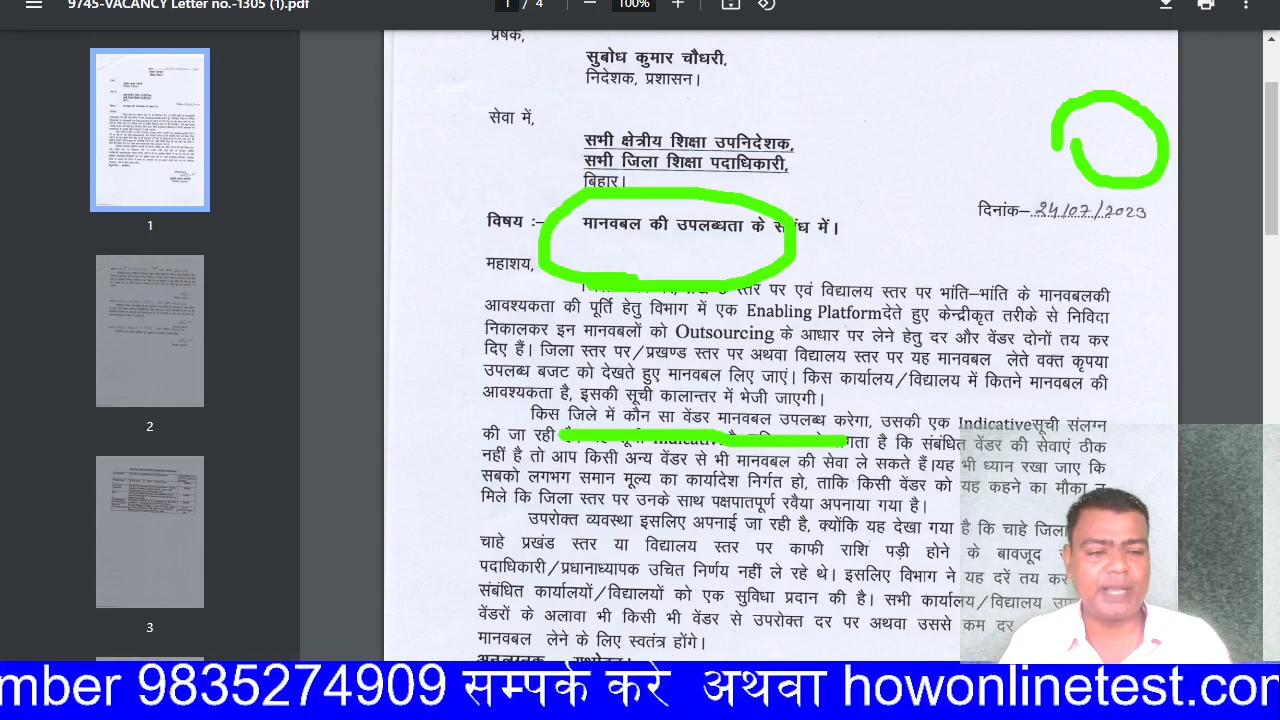 9745-VACANCY Letter no.-1305 (1).pdf
1 / 4
100%
प्रेषक,
सुबोध कुमार चौधरी,
निदेशक, प्रशासन।
सेवा में,
सभी क्षेत्रीय शिक्षा उपनिदेशक,
सभी जिला शिक्षा पदाधिकारी,
बिहार।
दिनांक–24/07/2023
विषय :– मानवबल की उपलब्धता के संबंध में।
महाशय,
स्तर पर एवं विद्यालय स्तर पर भांति–भांति के मानवबलकी
आवश्यकता की पूर्ति हेतु विभाग में एक Enabling Platformदेते हुए केन्द्रीकृत तरीके से निविदा
निकालकर इन मानवबलों को Outsourcing के आधार पर लेने हेतु दर और वेंडर दोनो तय कर
दिए हैं। जिला स्तर पर/प्रखण्ड स्तर पर अथवा विद्यालय स्तर पर यह मानवबल लेते वक्त कृपया
उपलब्ध बजट को देखते हुए मानवबल लिए जाएं। किस कार्यालय/विद्यालय में कितने मानवबल की
आवश्यकता है, इसकी सूची कालान्तर में भेजी जाएगी।
किस जिले में कौन सा वेंडर मानवबल उपलब्ध करेगा, उसकी एक Indicativeसूची संलग्न
की जा रही है कि संबंधित वेंडर की सेवाएं ठीक
नहीं है तो आप किसी अन्य वेंडर से भी मानवबल की सेवा ले सकते हैं।यह भी ध्यान रखा जाए कि
सबको लगभग समान मूल्य का कार्यादेश निर्गत हो, ताकि किसी वेंडर को यह कहने का मौका न
मिले कि जिला स्तर पर उनके साथ पक्षपातपूर्ण रवैया अपनाया गया है।
उपरोक्त व्यवस्था इसलिए अपनाई जा रही है, क्योंकि यह देखा गया है कि चाहे जिला
चाहे प्रखंड स्तर या विद्यालय स्तर पर काफी राशि पड़ी होने के बावजूद
पदाधिकारी/प्रधानाध्यापक उचित निर्णय नहीं ले रहे थे। इसलिए विभाग ने यह दरें तय कर
संबंधित कार्यालयों/विद्यालयों को एक सुविधा प्रदान की है। सभी कार्यालय/विद्यालय
वेंडरों के अलावा भी किसी भी वेंडर से उपरोक्त दर पर अथवा उससे कम दर
मानवबल लेने के लिए स्वतंत्र होंगे।
1
2
3
mber 9835274909 सम्पर्क करे अथवा howonlinetest.com